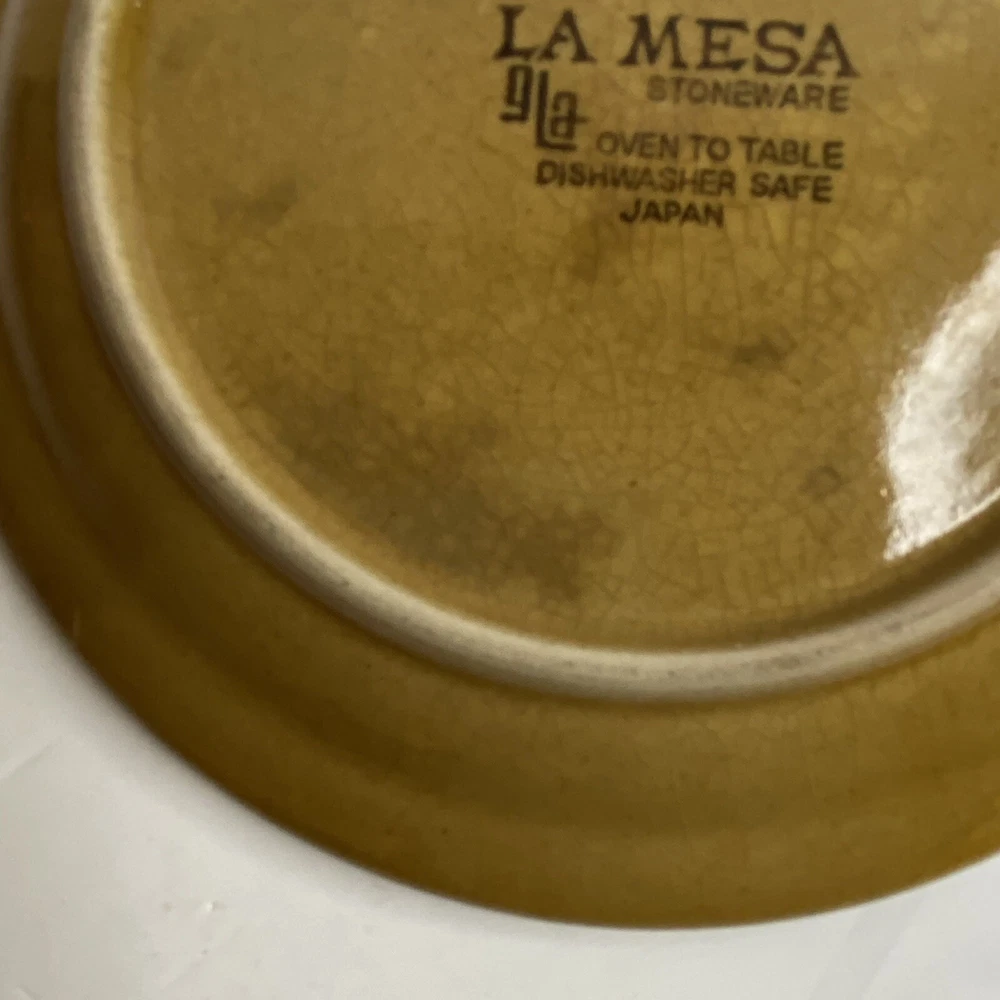 LA MESA
STONEWARE
gLa
OVEN TO TABLE
DISHWASHER SAFE
JAPAN